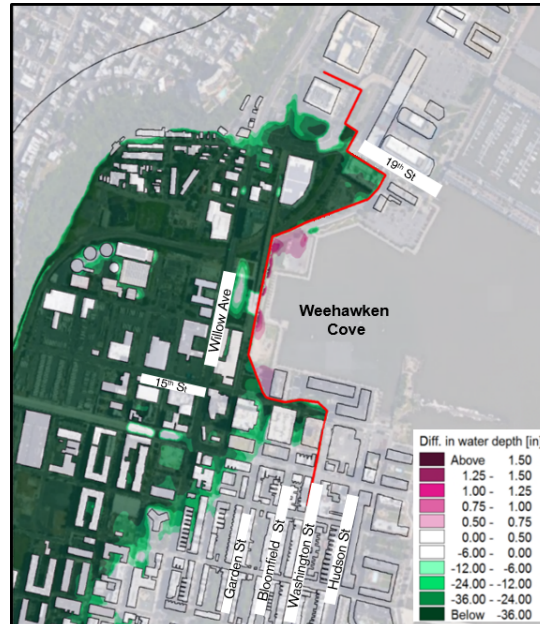 19th St
Willow Ave
Weehawken
Cove
15th St
Garden St
Bloomfield St
Washington St
Hudson St
Diff. in water depth [in]
Above 1.50
1.25 - 1.50
1.00 - 1.25
0.75 - 1.00
0.50 - 0.75
0.00 - 0.50
-6.00 - 0.00
-12.00 - -6.00
-24.00 - -12.00
-36.00 - -24.00
Below -36.00